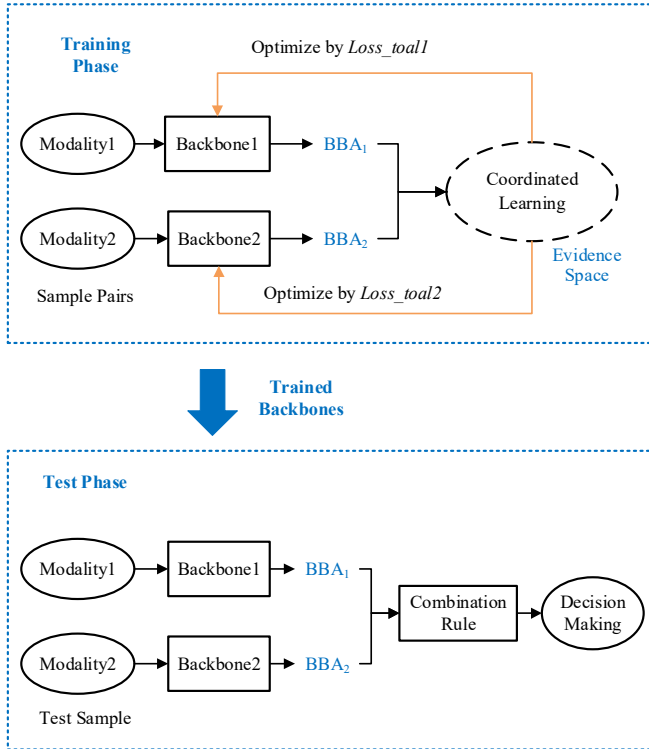 Training
Phase
Optimize by Loss_toal1
Modality1
Backbone1
BBA₁
Coordinated
Learning
Modality2
Backbone2
BBA₂
Evidence
Space
Sample Pairs
Optimize by Loss_toal2
Trained
Backbones
Test Phase
Modality1
Backbone1
BBA₁
Combination
Rule
Decision
Making
Modality2
Backbone2
BBA₂
Test Sample